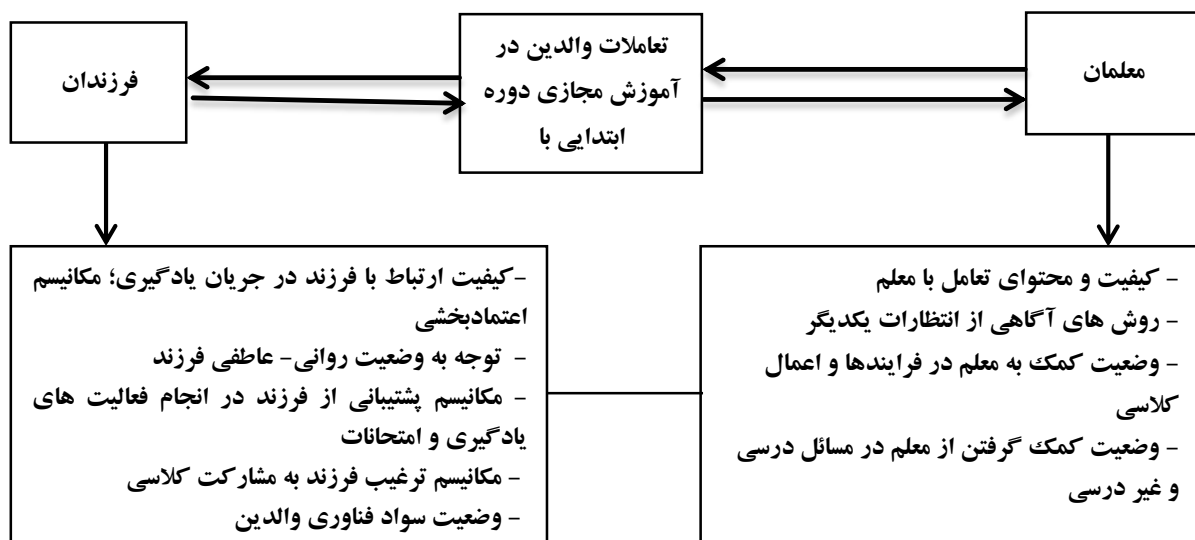 معلمان
تعاملات والدین در
آموزش مجازی دوره
ابتدایی با
فرزندان
- کیفیت و محتوای تعامل با معلم
- روش های آگاهی از انتظارات یکدیگر
- وضعیت کمک به معلم در فرایندها و اعمال
کلاسی
- وضعیت کمک گرفتن از معلم در مسائل درسی
و غیر درسی
-کیفیت ارتباط با فرزند در جریان یادگیری؛ مکانیسم
اعتمادبخشی
- توجه به وضعیت روانی- عاطفی فرزند
- مکانیسم پشتیبانی از فرزند در انجام فعالیت های
یادگیری و امتحانات
- مکانیسم ترغیب فرزند به مشارکت کلاسی
- وضعیت سواد فناوری والدین